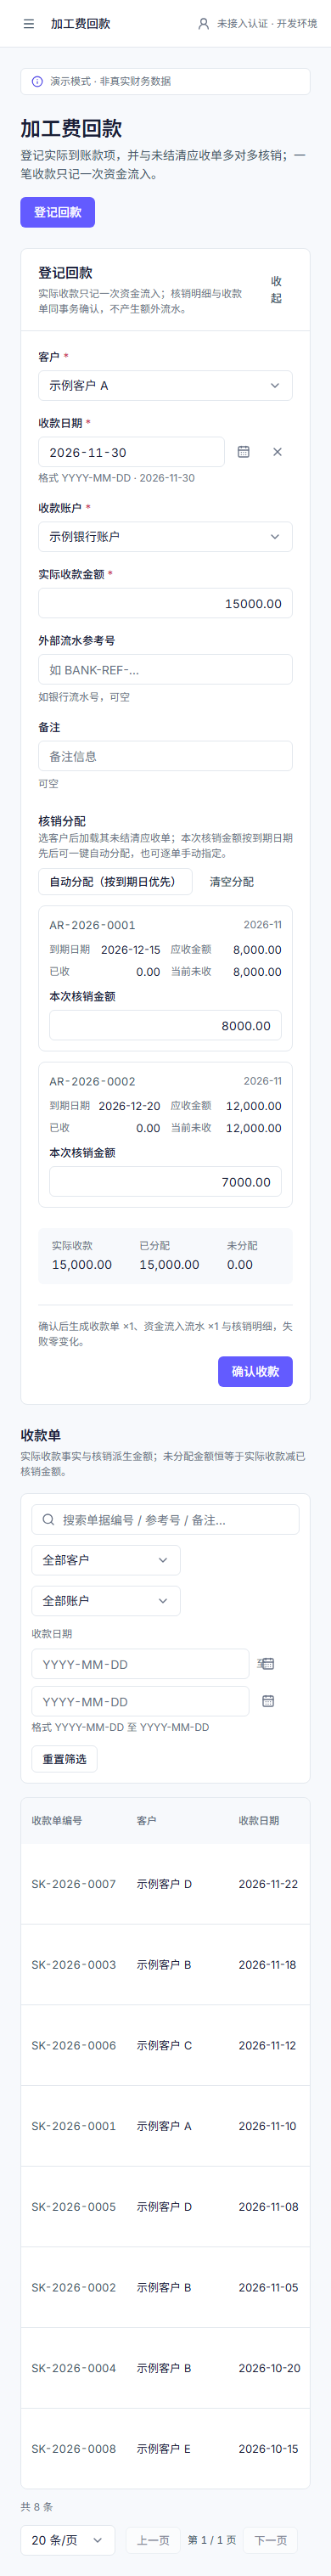 加工费回款
未接入认证 · 开发环境
演示模式 · 非真实财务数据
加工费回款
登记实际到账款项，并与未结清应收单多对多核销；一
笔收款只记一次资金流入。
登记回款
登记回款
实际收款只记一次资金流入；核销明细与收款
单同事务确认，不产生额外流水。
收
起
客户 *
示例客户 A
收款日期 *
2026-11-30
格式 YYYY-MM-DD · 2026-11-30
收款账户 *
示例银行账户
实际收款金额 *
15000.00
外部流水参考号
如 BANK-REF-…
如银行流水号，可空
备注
备注信息
可空
核销分配
选客户后加载其未结清应收单；本次核销金额按到期日期
先后可一键自动分配，也可逐单手动指定。
自动分配（按到期日优先） 清空分配
AR-2026-0001 2026-11
到期日期 2026-12-15 应收金额 8,000.00
已收 0.00 当前未收 8,000.00
本次核销金额
8000.00
AR-2026-0002 2026-11
到期日期 2026-12-20 应收金额 12,000.00
已收 0.00 当前未收 12,000.00
本次核销金额
7000.00
实际收款 已分配 未分配
15,000.00 15,000.00 0.00
确认后生成收款单 ×1、资金流入流水 ×1 与核销明细，失
败零变化。
确认收款
收款单
实际收款事实与核销派生金额；未分配金额恒等于实际收款减已
核销金额。
搜索单据编号 / 参考号 / 备注…
全部客户
全部账户
收款日期
YYYY-MM-DD 至
YYYY-MM-DD
格式 YYYY-MM-DD 至 YYYY-MM-DD
重置筛选
收款单编号 客户 收款日期
SK-2026-0007 示例客户 D 2026-11-22
SK-2026-0003 示例客户 B 2026-11-18
SK-2026-0006 示例客户 C 2026-11-12
SK-2026-0001 示例客户 A 2026-11-10
SK-2026-0005 示例客户 D 2026-11-08
SK-2026-0002 示例客户 B 2026-11-05
SK-2026-0004 示例客户 B 2026-10-20
SK-2026-0008 示例客户 E 2026-10-15
共 8 条
20 条/页 上一页 第 1 / 1 页 下一页